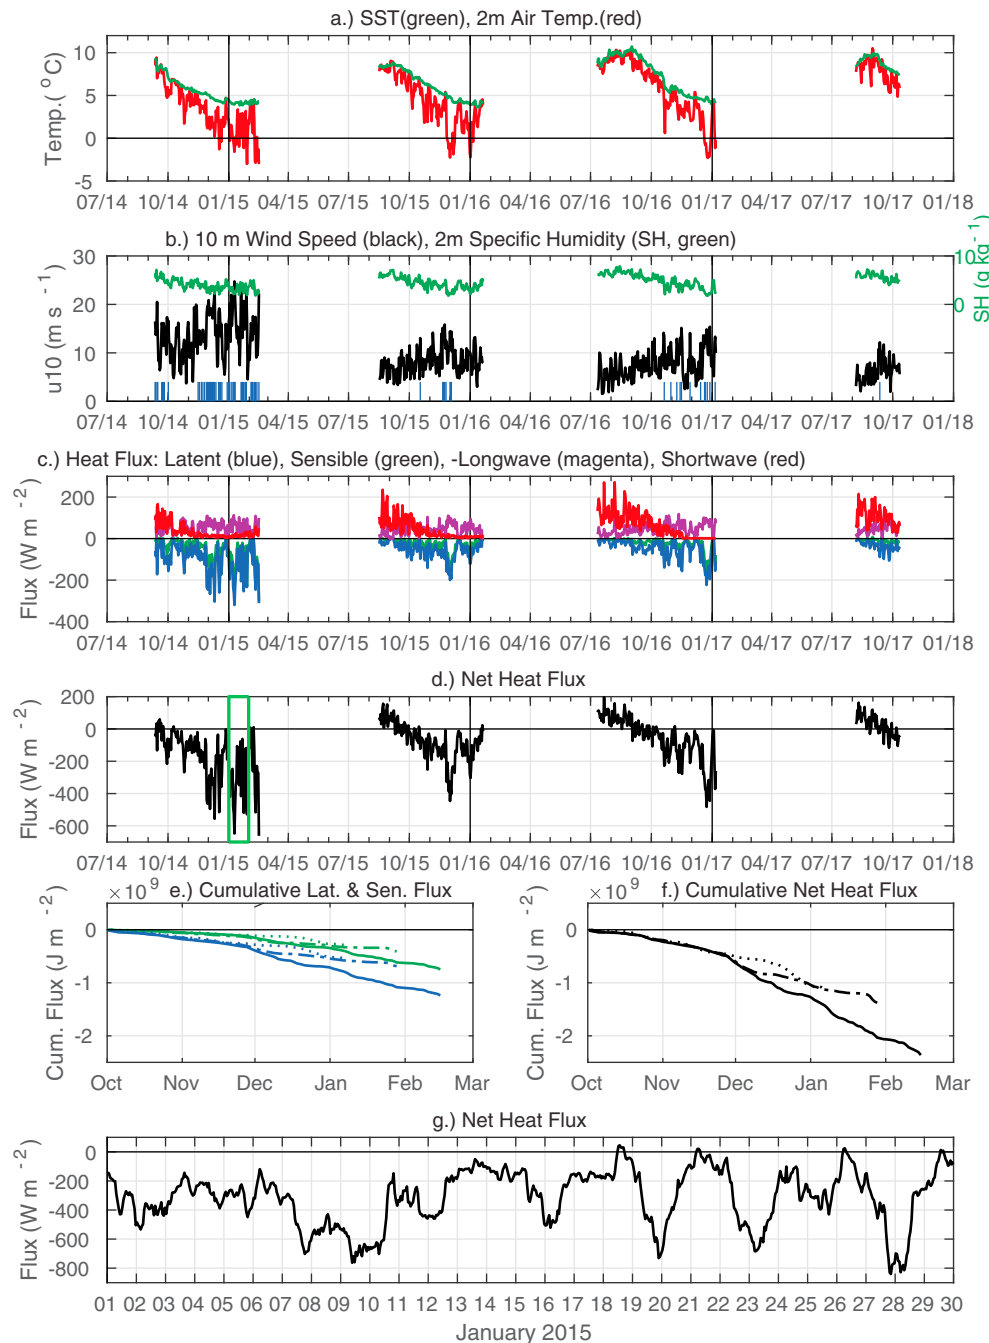 a.) SST(green), 2m Air Temp.(red)
Temp.( °C)
10
5
0
-5
07/14 10/14 01/15 04/15 07/15 10/15 01/16 04/16 07/16 10/16 01/17 04/17 07/17 10/17 01/18
b.) 10 m Wind Speed (black), 2m Specific Humidity (SH, green)
u10 (m s -1)
30
20
10
0
10
0
SH (g kg-1)
07/14 10/14 01/15 04/15 07/15 10/15 01/16 04/16 07/16 10/16 01/17 04/17 07/17 10/17 01/18
c.) Heat Flux: Latent (blue), Sensible (green), -Longwave (magenta), Shortwave (red)
Flux (W m -2)
200
0
-200
-400
07/14 10/14 01/15 04/15 07/15 10/15 01/16 04/16 07/16 10/16 01/17 04/17 07/17 10/17 01/18
d.) Net Heat Flux
Flux (W m -2)
200
0
-200
-400
-600
07/14 10/14 01/15 04/15 07/15 10/15 01/16 04/16 07/16 10/16 01/17 04/17 07/17 10/17 01/18
×10 9
e.) Cumulative Lat. & Sen. Flux
Cum. Flux (J m -2)
0
-1
-2
Oct Nov Dec Jan Feb Mar
×10 9
f.) Cumulative Net Heat Flux
Cum. Flux (J m -2)
0
-1
-2
Oct Nov Dec Jan Feb Mar
g.) Net Heat Flux
Flux (W m -2)
0
-200
-400
-600
-800
01 02 03 04 05 06 07 08 09 10 11 12 13 14 15 16 17 18 19 20 21 22 23 24 25 26 27 28 29 30
January 2015